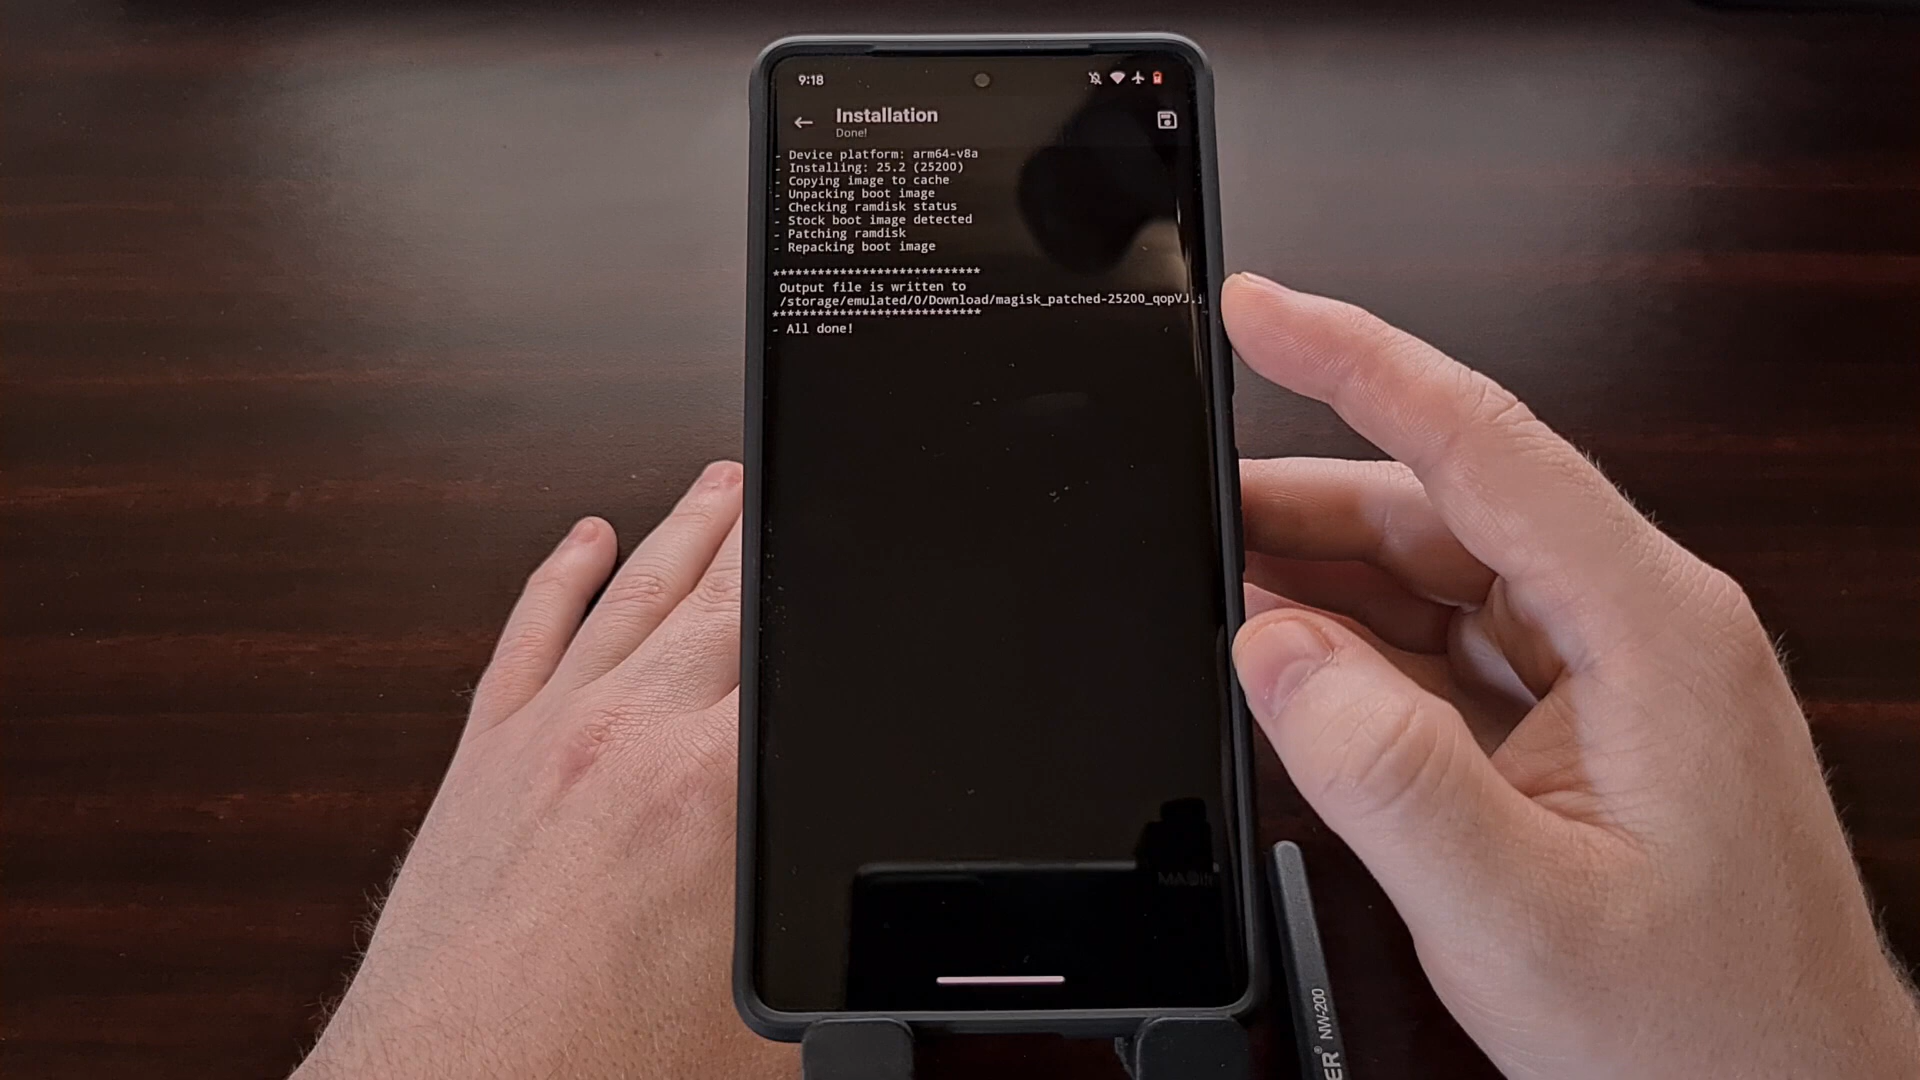 9:18
Installation
Done!
- Device platform: arm64-v8a
- Installing: 25.2 (25200)
- Copying image to cache
- Unpacking boot image
- Checking ramdisk status
- Stock boot image detected
- Patching ramdisk
- Repacking boot image
****************************
Output file is written to
/storage/emulated/0/Download/magisk_patched-25200_qopVJ.i
****************************
- All done!
ER® NW-200